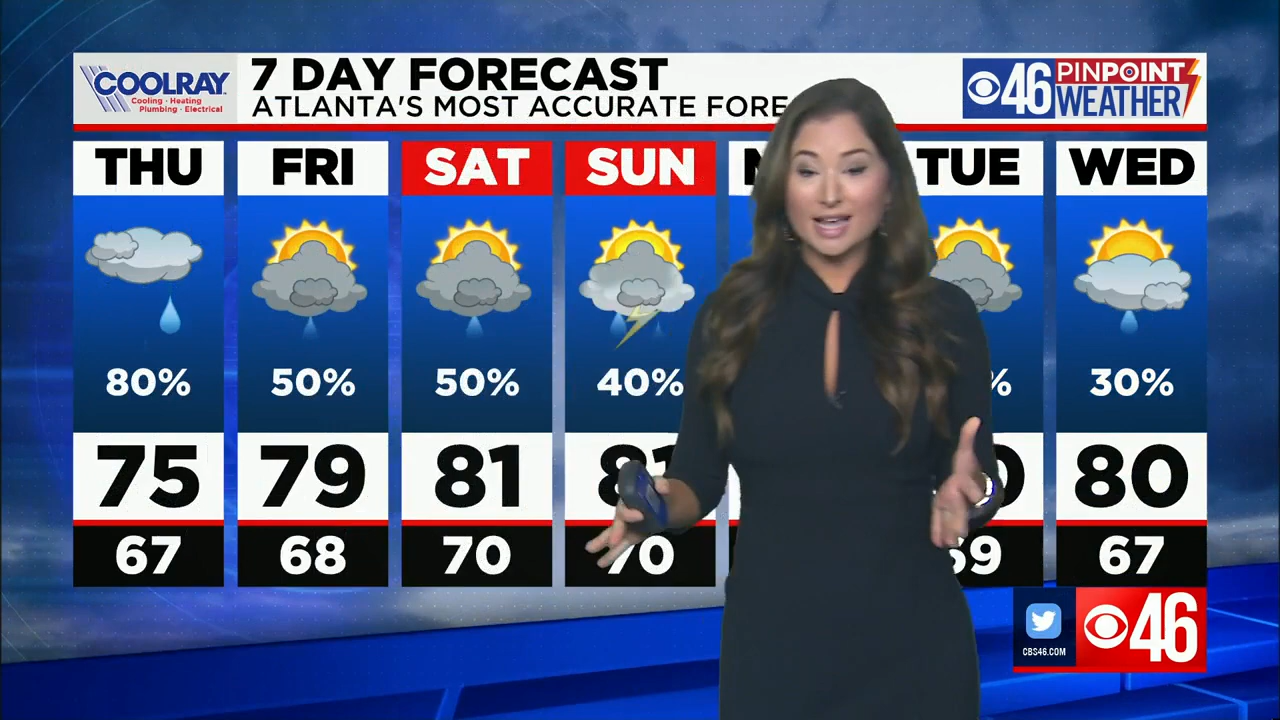 COOLRAY
Cooling · Heating
Plumbing · Electrical
7 DAY FORECAST
ATLANTA'S MOST ACCURATE FORE
46 PINPOINT WEATHER
THU FRI SAT SUN TUE WED
80% 50% 50% 40% % 30%
75 79 81 81 80
67 68 70 70 69 67
CBS46.COM
46